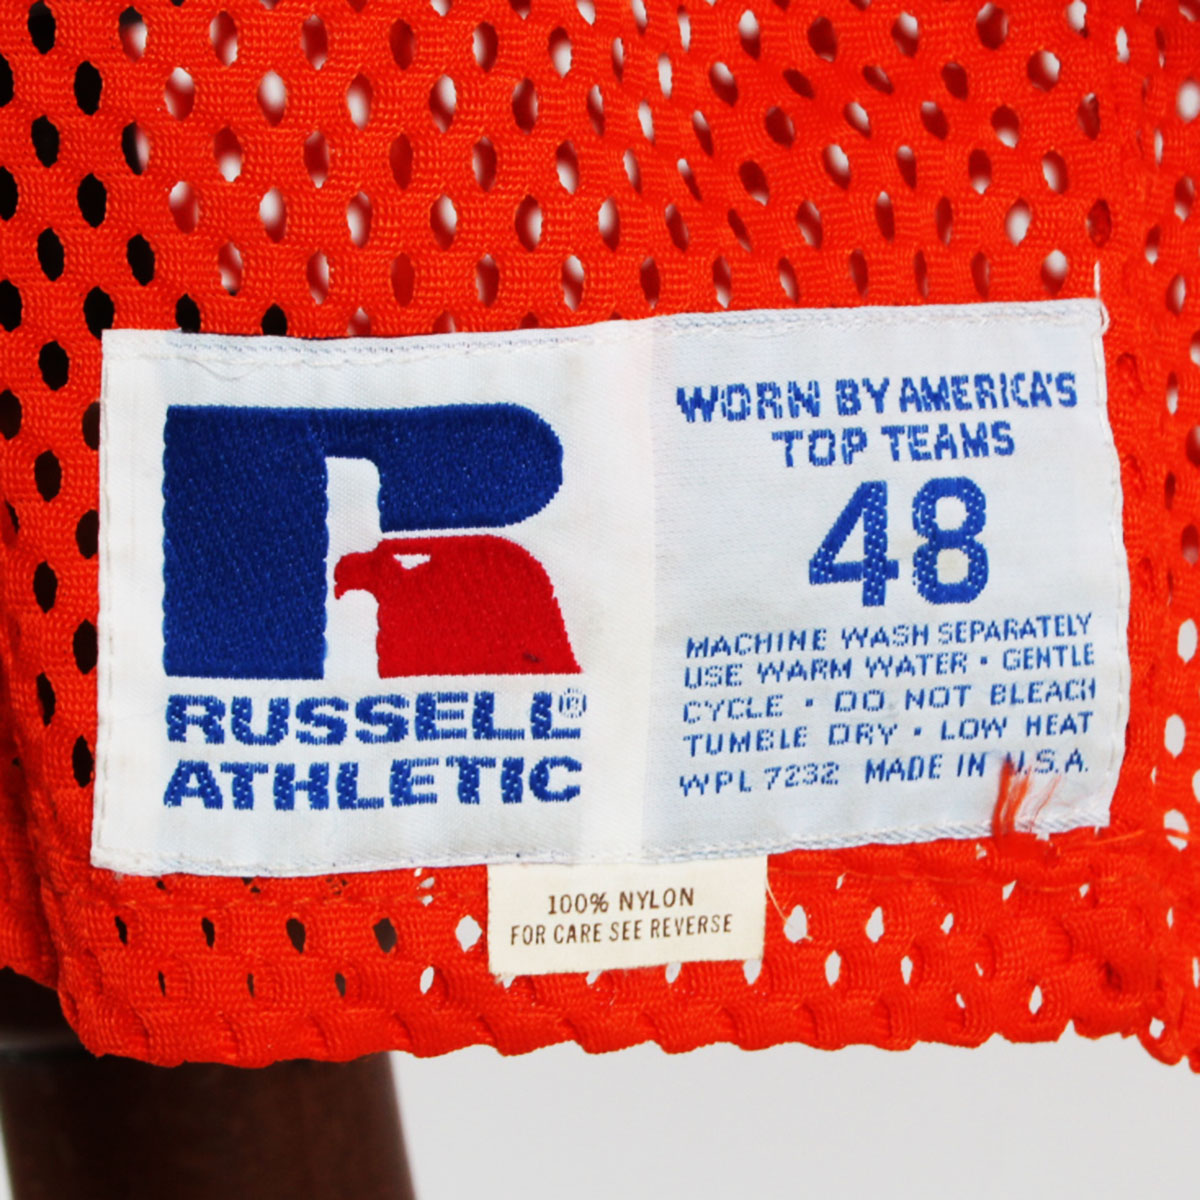 RUSSELL®
ATHLETIC
WORN BY AMERICA'S
TOP TEAMS
48
MACHINE WASH SEPARATELY
USE WARM WATER • GENTLE
CYCLE • DO NOT BLEACH
TUMBLE DRY • LOW HEAT
WPL 7232 MADE IN U.S.A.
100% NYLON
FOR CARE SEE REVERSE